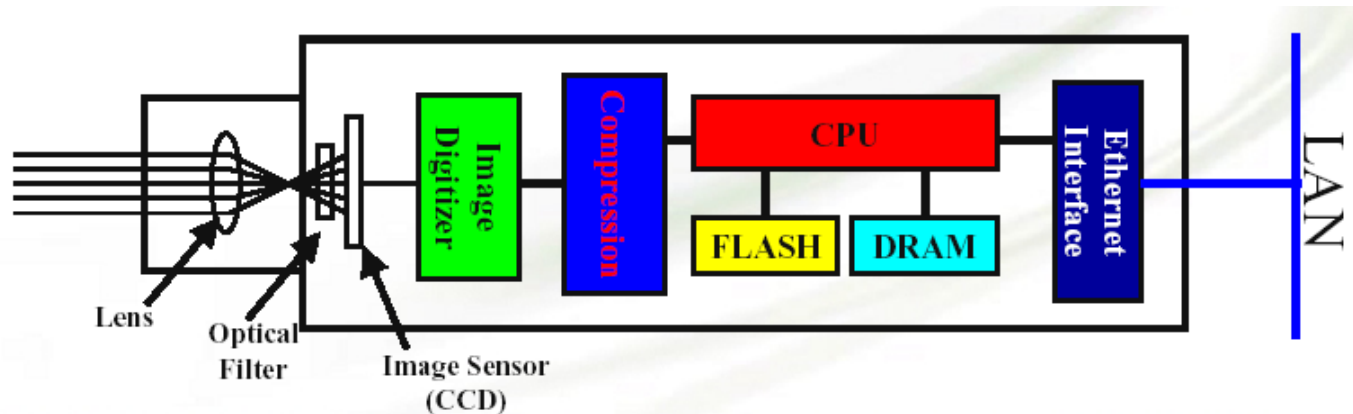 Lens
Optical
Filter
Image Sensor
(CCD)
Image
Digitizer
Compression
CPU
FLASH
DRAM
Ethernet
Interface
LAN